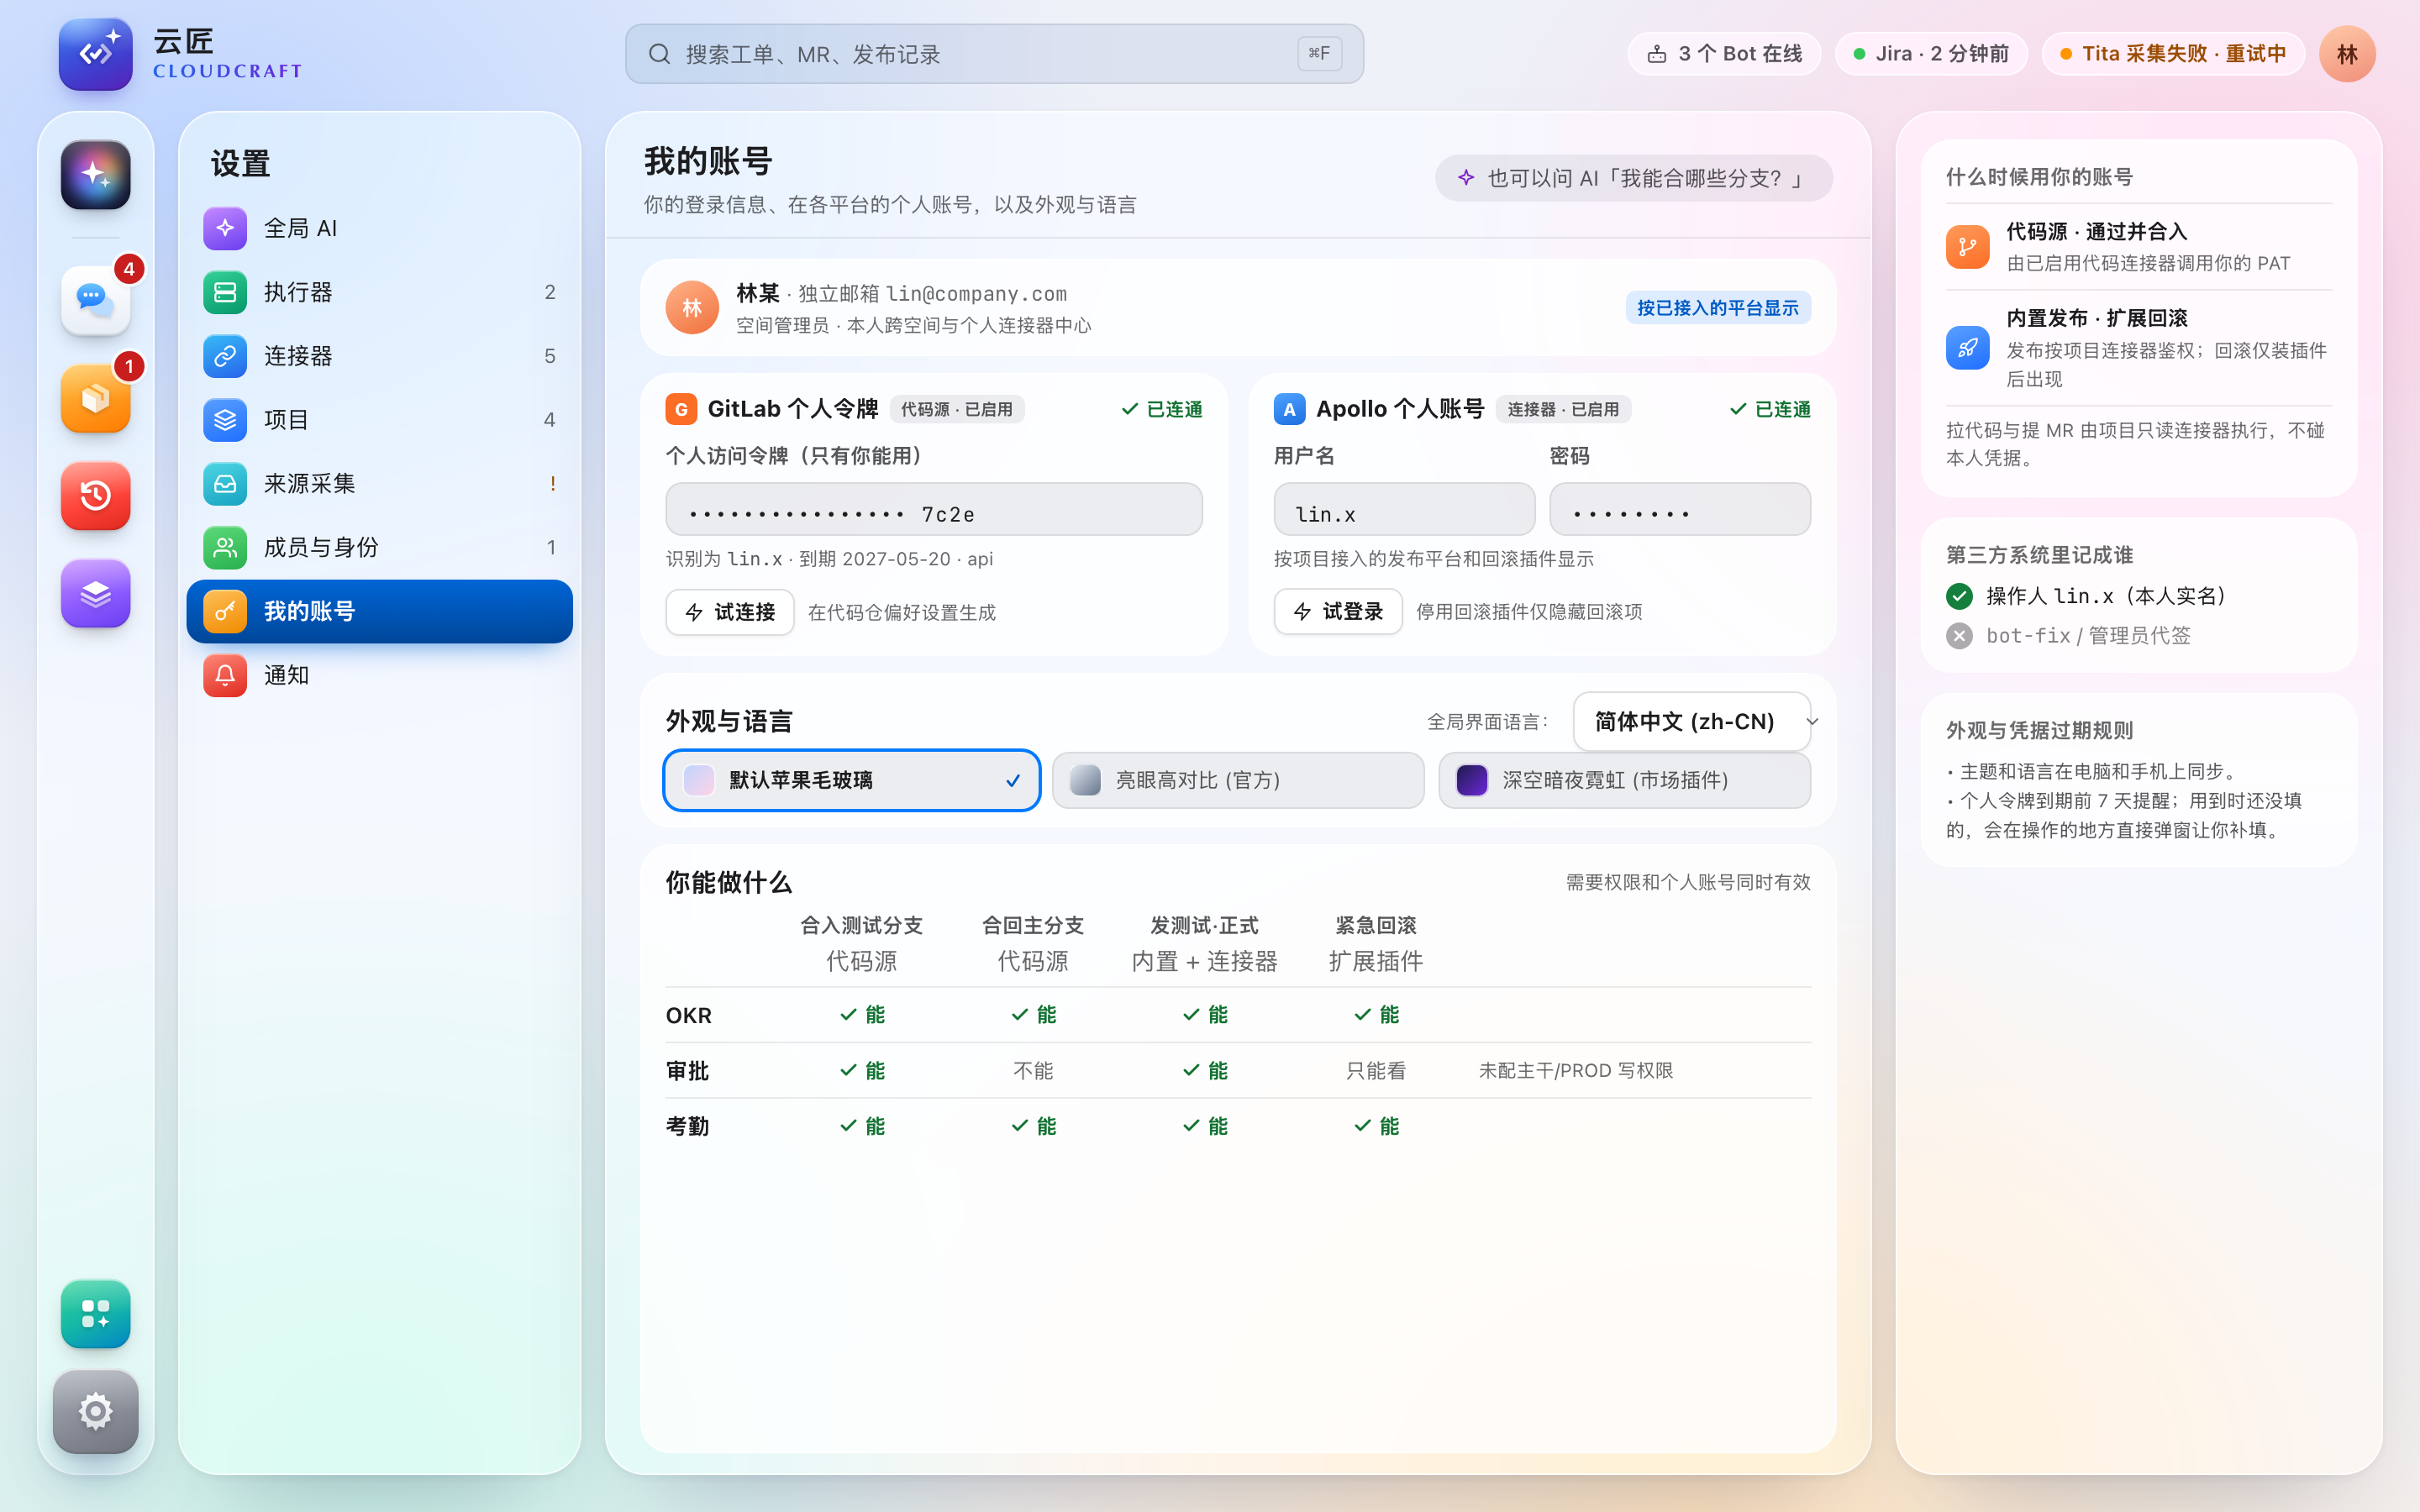 云匠
CLOUDCRAFT
搜索工单、MR、发布记录
⌘F
3 个 Bot 在线
Jira · 2 分钟前
Tita 采集失败 · 重试中
林
4
1
设置
全局 AI
执行器 2
连接器 5
项目 4
来源采集 !
成员与身份 1
我的账号
通知
我的账号
你的登录信息、在各平台的个人账号，以及外观与语言
也可以问 AI「我能合哪些分支？」
林
林某 · 独立邮箱 lin@company.com
空间管理员 · 本人跨空间与个人连接器中心
按已接入的平台显示
G GitLab 个人令牌 代码源 · 已启用 已连通
个人访问令牌（只有你能用）
•••••••••••••••• 7c2e
识别为 lin.x · 到期 2027-05-20 · api
试连接 在代码仓偏好设置生成
A Apollo 个人账号 连接器 · 已启用 已连通
用户名 密码
lin.x ••••••••
按项目接入的发布平台和回滚插件显示
试登录 停用回滚插件仅隐藏回滚项
外观与语言
全局界面语言：
简体中文 (zh-CN)
默认苹果毛玻璃
亮眼高对比 (官方)
深空暗夜霓虹 (市场插件)
你能做什么
需要权限和个人账号同时有效
合入测试分支 合回主分支 发测试·正式 紧急回滚
代码源 代码源 内置 + 连接器 扩展插件
OKR 能 能 能 能
审批 能 不能 能 只能看 未配主干/PROD 写权限
考勤 能 能 能 能
什么时候用你的账号
代码源 · 通过并合入
由已启用代码连接器调用你的 PAT
内置发布 · 扩展回滚
发布按项目连接器鉴权；回滚仅装插件
后出现
拉代码与提 MR 由项目只读连接器执行，不碰
本人凭据。
第三方系统里记成谁
操作人 lin.x（本人实名）
bot-fix / 管理员代签
外观与凭据过期规则
• 主题和语言在电脑和手机上同步。
• 个人令牌到期前 7 天提醒；用到时还没填
的，会在操作的地方直接弹窗让你补填。